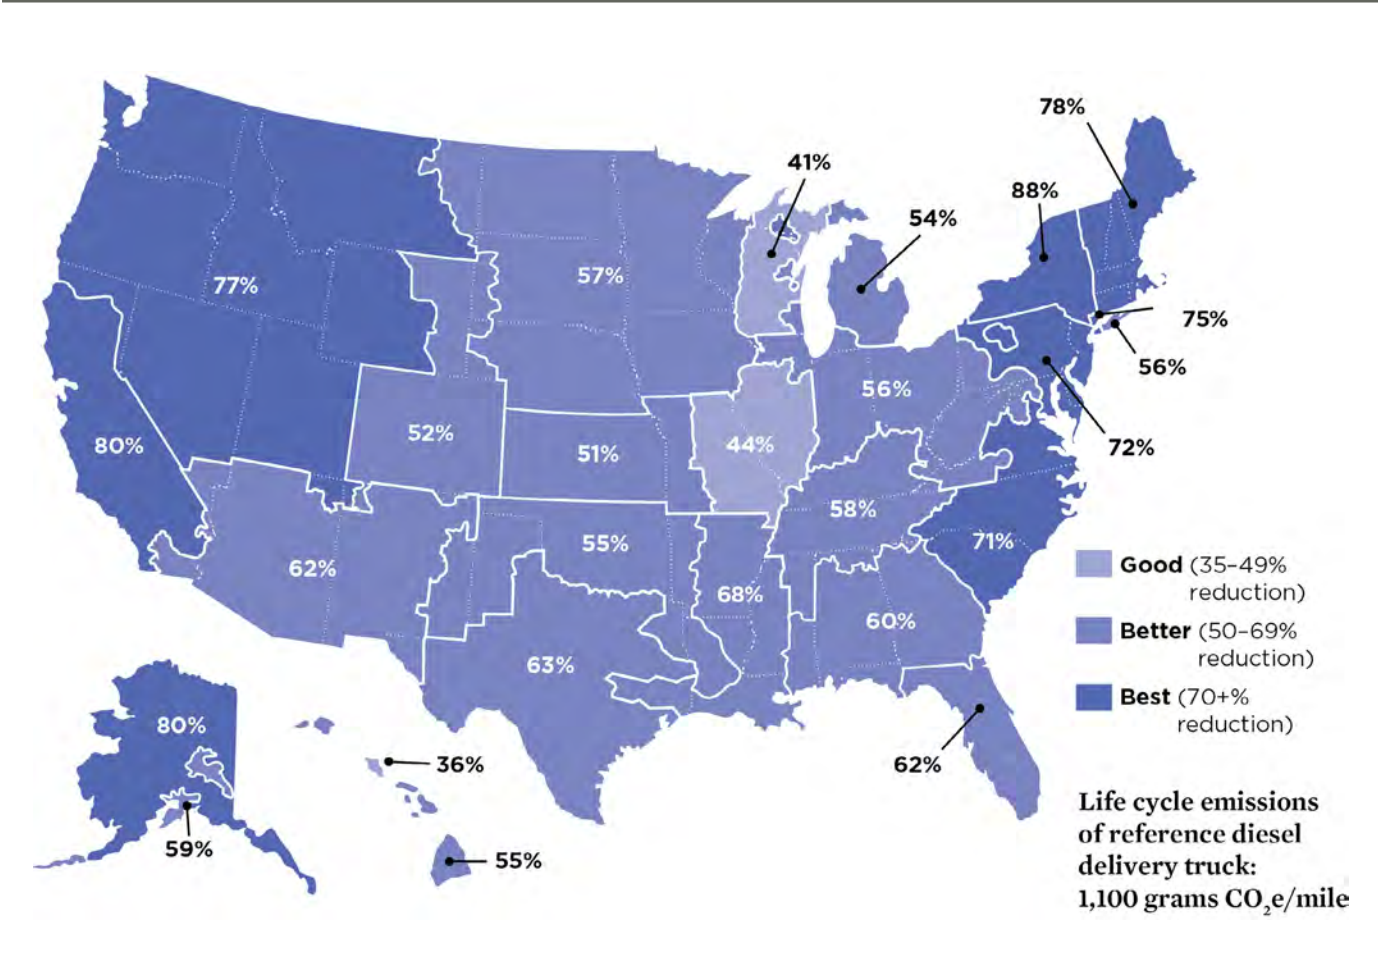 78%
41%
88%
54%
57%
77%
75%
56%
56%
52%
80%
51%
44%
72%
58%
55%
71%
62%
68%
60%
63%
80%
36%
62%
59%
55%
Good (35–49%
reduction)
Better (50–69%
reduction)
Best (70+%
reduction)
Life cycle emissions
of reference diesel
delivery truck:
1,100 grams CO₂e/mile